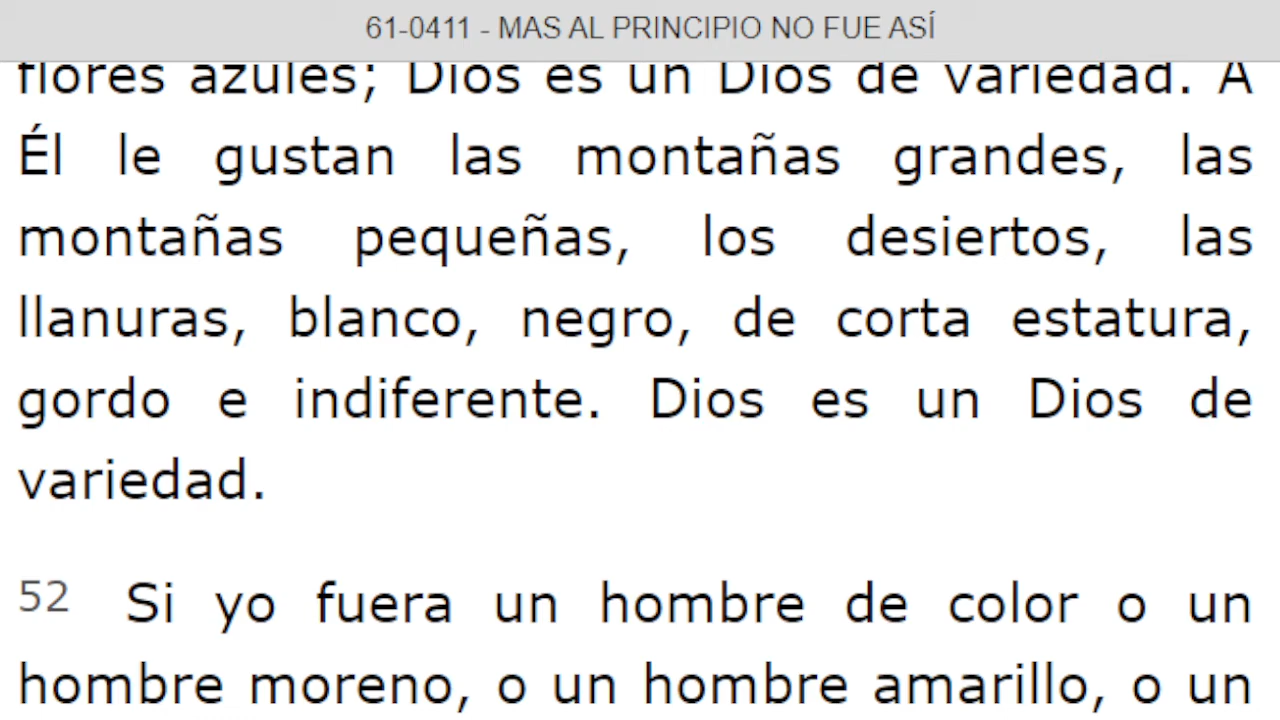 61-0411 - MAS AL PRINCIPIO NO FUE ASÍ
flores azules; Dios es un Dios de variedad. A
Él le gustan las montañas grandes, las
montañas pequeñas, los desiertos, las
llanuras, blanco, negro, de corta estatura,
gordo e indiferente. Dios es un Dios de
variedad.
52 Si yo fuera un hombre de color o un
hombre moreno, o un hombre amarillo, o un